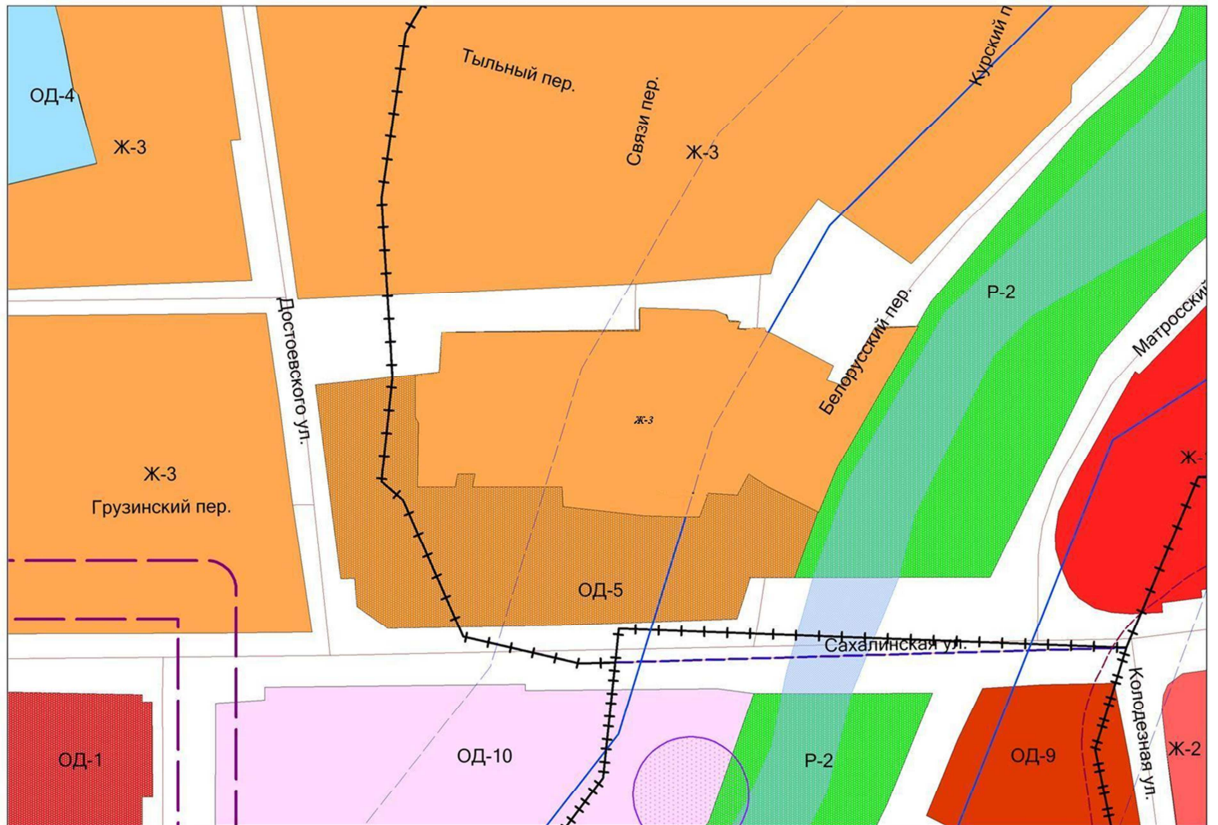 Курский п
Тыльный пер.
ОД-4
Связи пер.
Ж-3
Ж-3
Р-2
Матросский
Достоевского ул.
Белорусский пер.
Ж-3
Ж-
Ж-3
Грузинский пер.
ОД-5
Сахалинская ул.
Колодезная ул.
ОД-1
ОД-10
Р-2
ОД-9
Ж-2